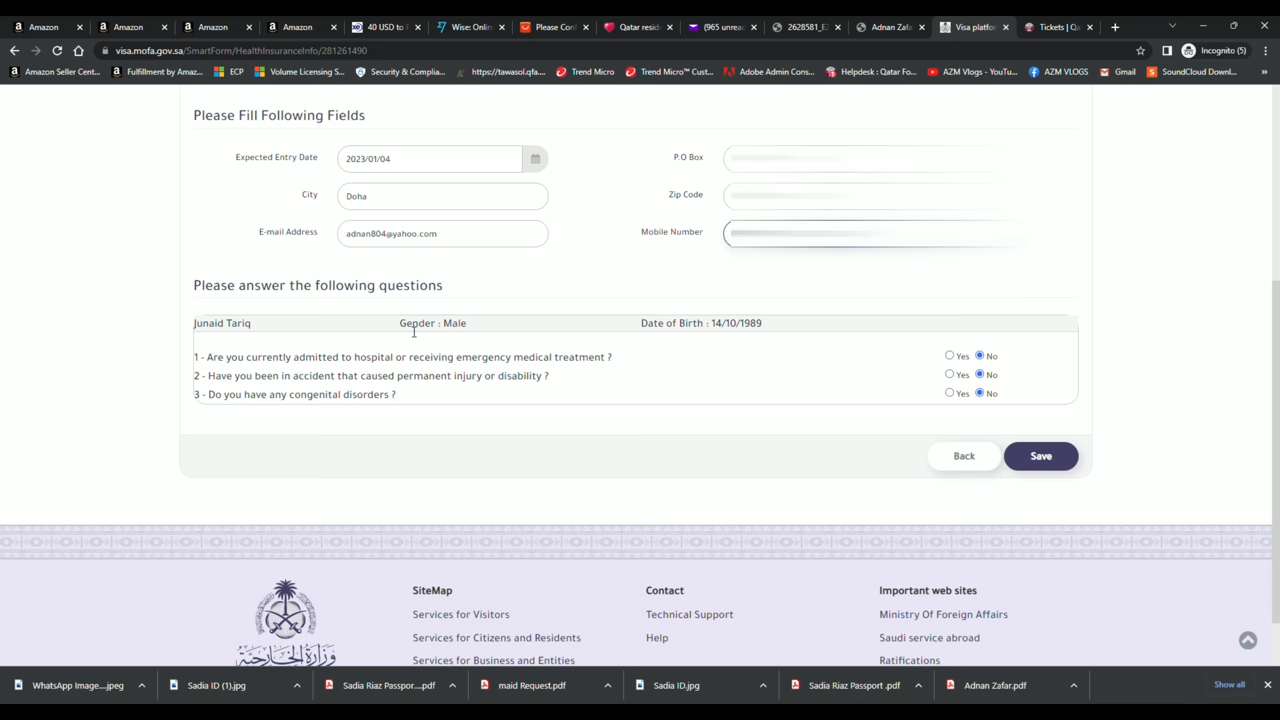 Amazon Amazon Amazon Amazon 40 USD to Wise: Onlin Please Con Qatar resid (965 unrea 2628581_E Adnan Zafa Visa platfo Tickets | Q
visa.mofa.gov.sa/SmartForm/HealthInsuranceInfo/281261490 Incognito (5)
Amazon Seller Cent... Fulfillment by Amaz... ECP Volume Licensing S... Security & Complia... https://tawasol.qfa.... Trend Micro Trend Micro™ Cust... Adobe Admin Cons... Helpdesk : Qatar Fo... AZM Vlogs - YouTu... AZM VLOGS Gmail SoundCloud Downl...
Please Fill Following Fields
Expected Entry Date 2023/01/04 P.O Box
City Doha Zip Code
E-mail Address adnan804@yahoo.com Mobile Number
Please answer the following questions
Junaid Tariq Gender : Male Date of Birth : 14/10/1989
1 - Are you currently admitted to hospital or receiving emergency medical treatment ? Yes No
2 - Have you been in accident that caused permanent injury or disability ? Yes No
3 - Do you have any congenital disorders ? Yes No
Back Save
SiteMap Contact Important web sites
Services for Visitors Technical Support Ministry Of Foreign Affairs
Services for Citizens and Residents Help Saudi service abroad
وزارة الخارجية Services for Business and Entities Ratifications
WhatsApp Image....jpeg Sadia ID (1).jpg Sadia Riaz Passpor....pdf maid Request.pdf Sadia ID.jpg Sadia Riaz Passport .pdf Adnan Zafar.pdf Show all